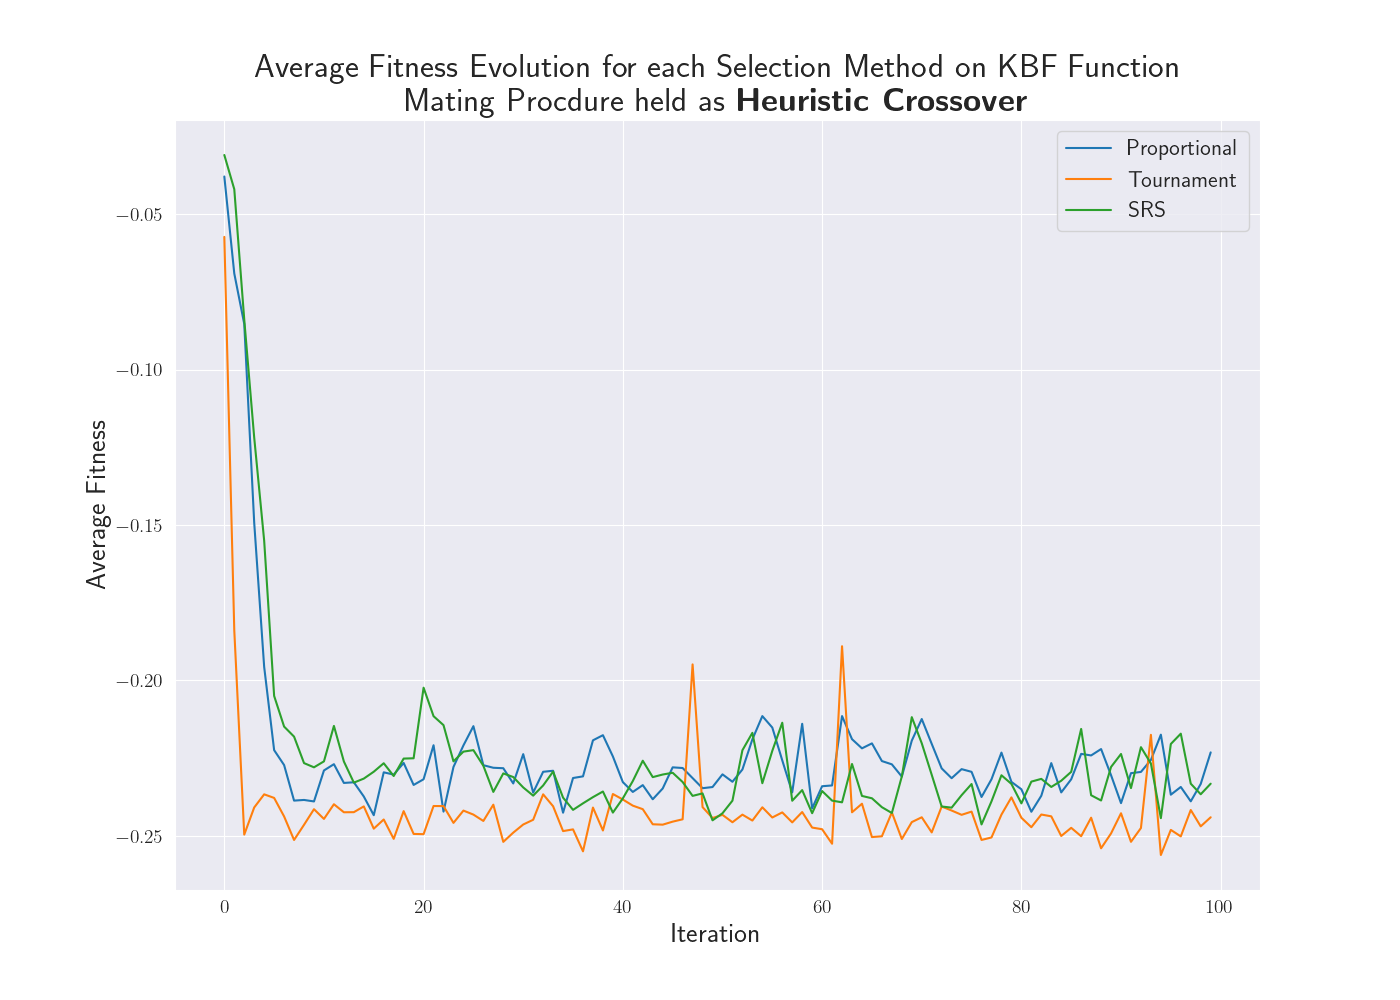 Average Fitness Evolution for each Selection Method on KBF Function
Mating Procdure held as Heuristic Crossover
Proportional
Tournament
SRS
Average Fitness
−0.05
−0.10
−0.15
−0.20
−0.25
0 20 40 60 80 100
Iteration